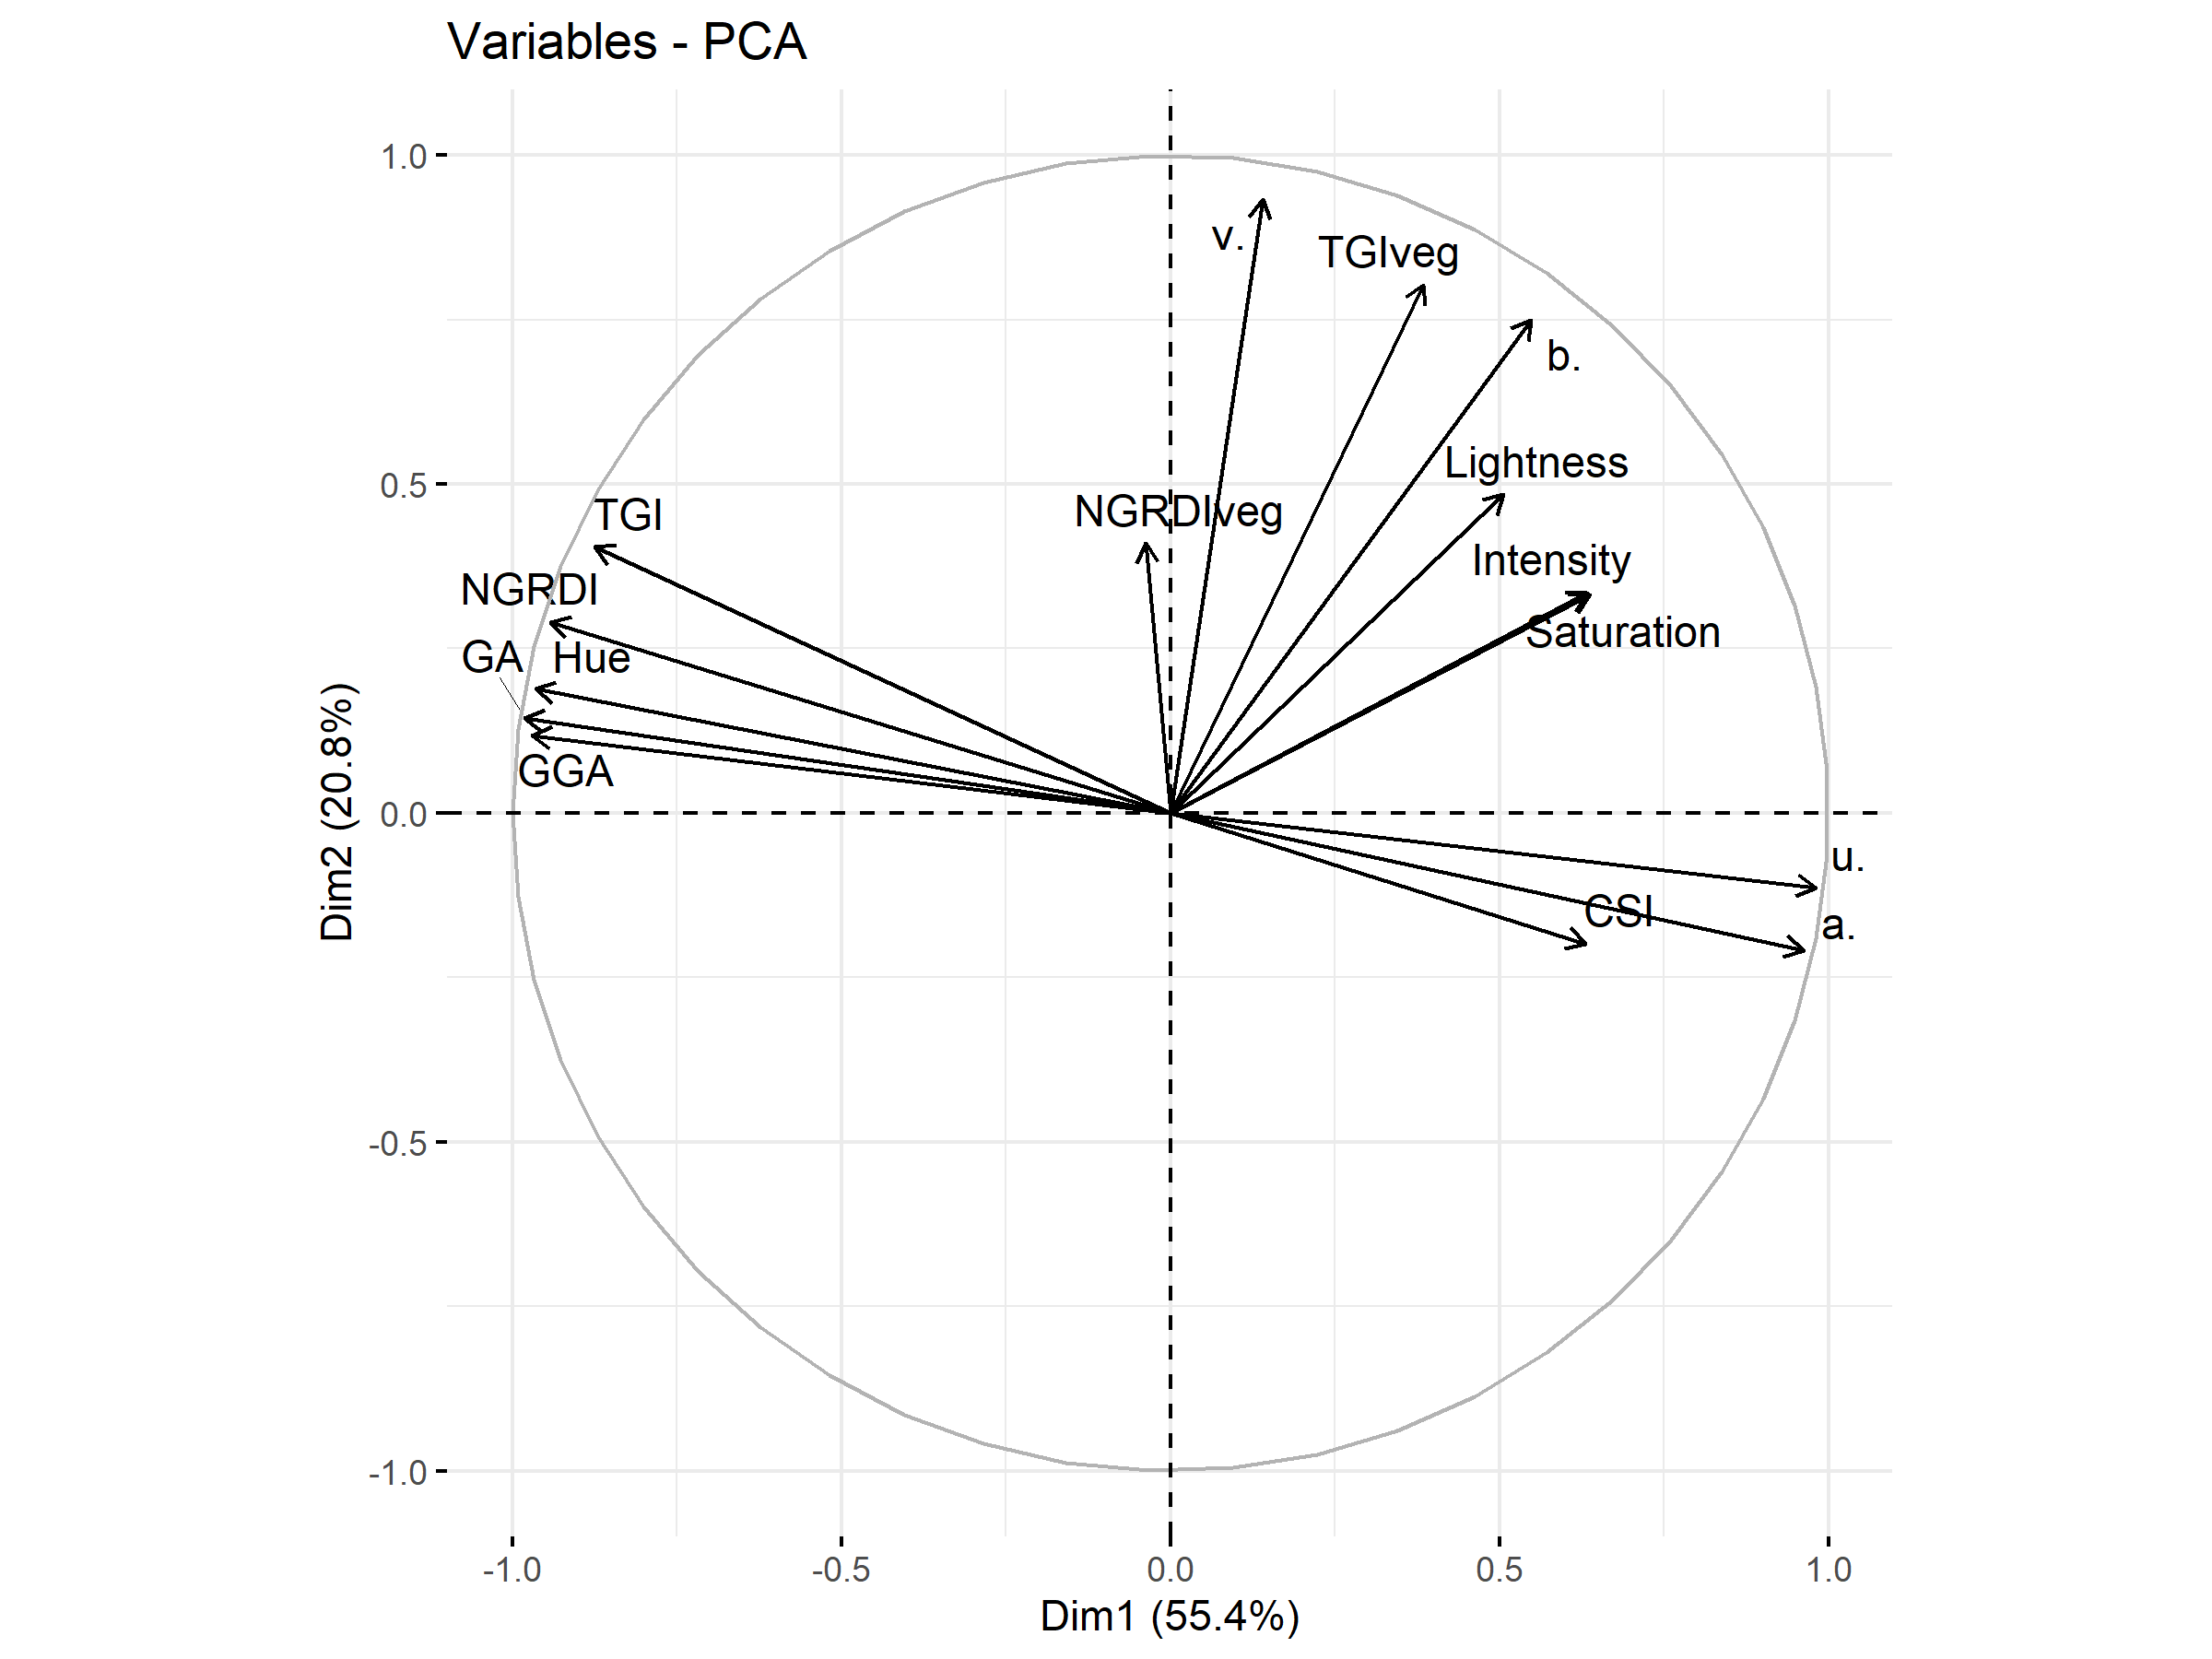 Variables - PCA
1.0
0.5
0.0
-0.5
-1.0
Dim2 (20.8%)
v.
TGIveg
b.
Lightness
TGI
NGRDIveg
Intensity
NGRDI
Saturation
GA
Hue
GGA
u.
CSI
a.
-1.0
-0.5
0.0
0.5
1.0
Dim1 (55.4%)